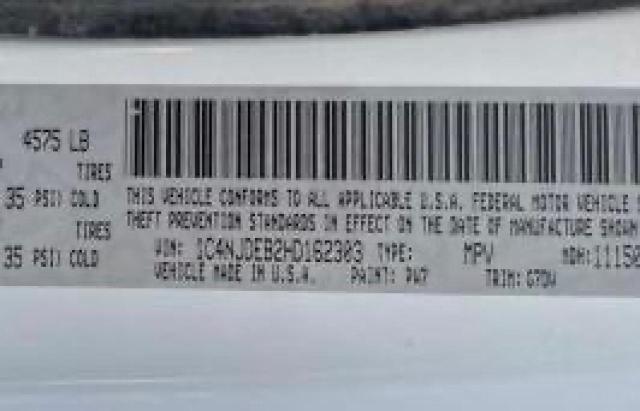 4575 LB
TIRES
35 PSI) COLD
TIRES
35 PSI) COLD
THIS VEHICLE CONFORMS TO ALL APPLICABLE U.S.A. FEDERAL MOTOR VEHICLE
THEFT PREVENTION STANDARDS IN EFFECT ON THE DATE OF MANUFACTURE SHOWN
VIN: 1C4NJDEB2HD162303 TYPE: MPV MDH: 11150
VEHICLE MADE IN U.S.A. PAINT: PW7 TRIM: